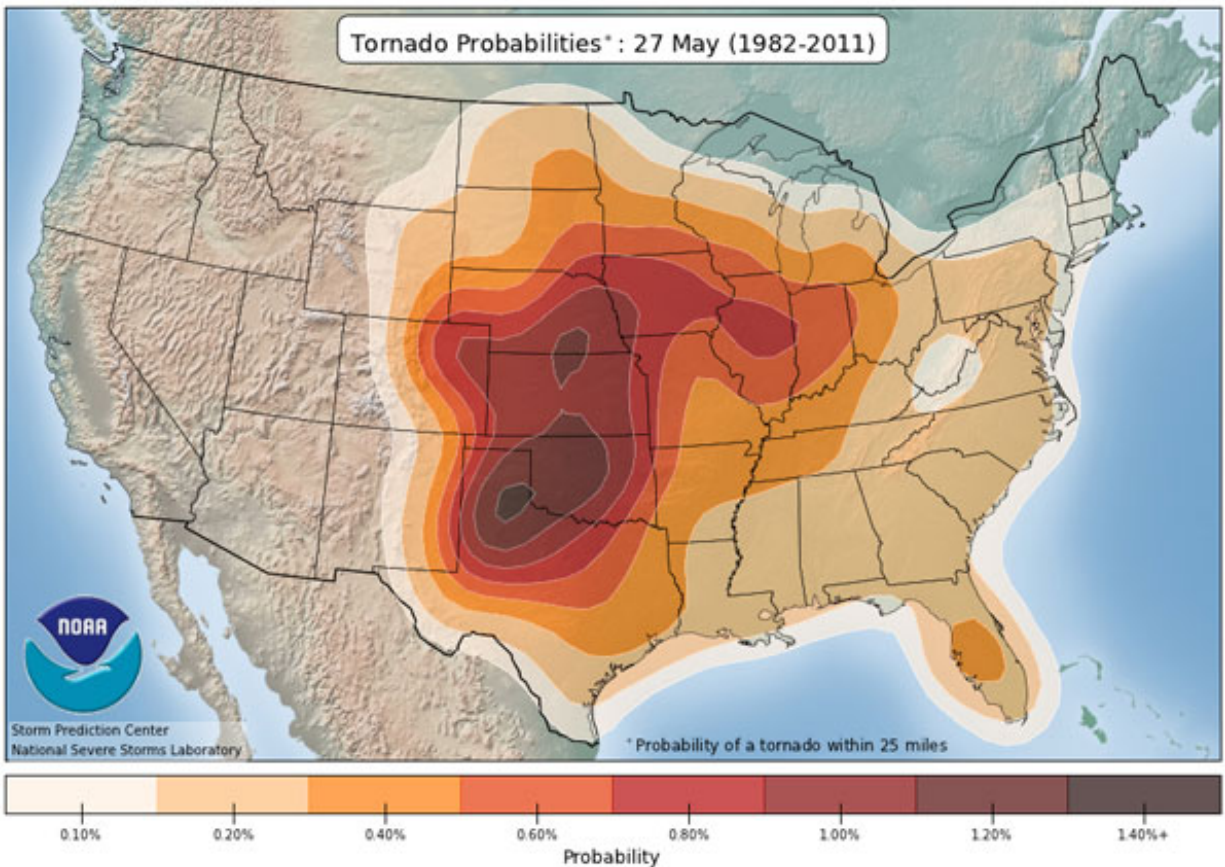 Tornado Probabilities*: 27 May (1982-2011)
NOAA
Storm Prediction Center
National Severe Storms Laboratory
*Probability of a tornado within 25 miles
0.10% 0.20% 0.40% 0.60% 0.80% 1.00% 1.20% 1.40%+
Probability